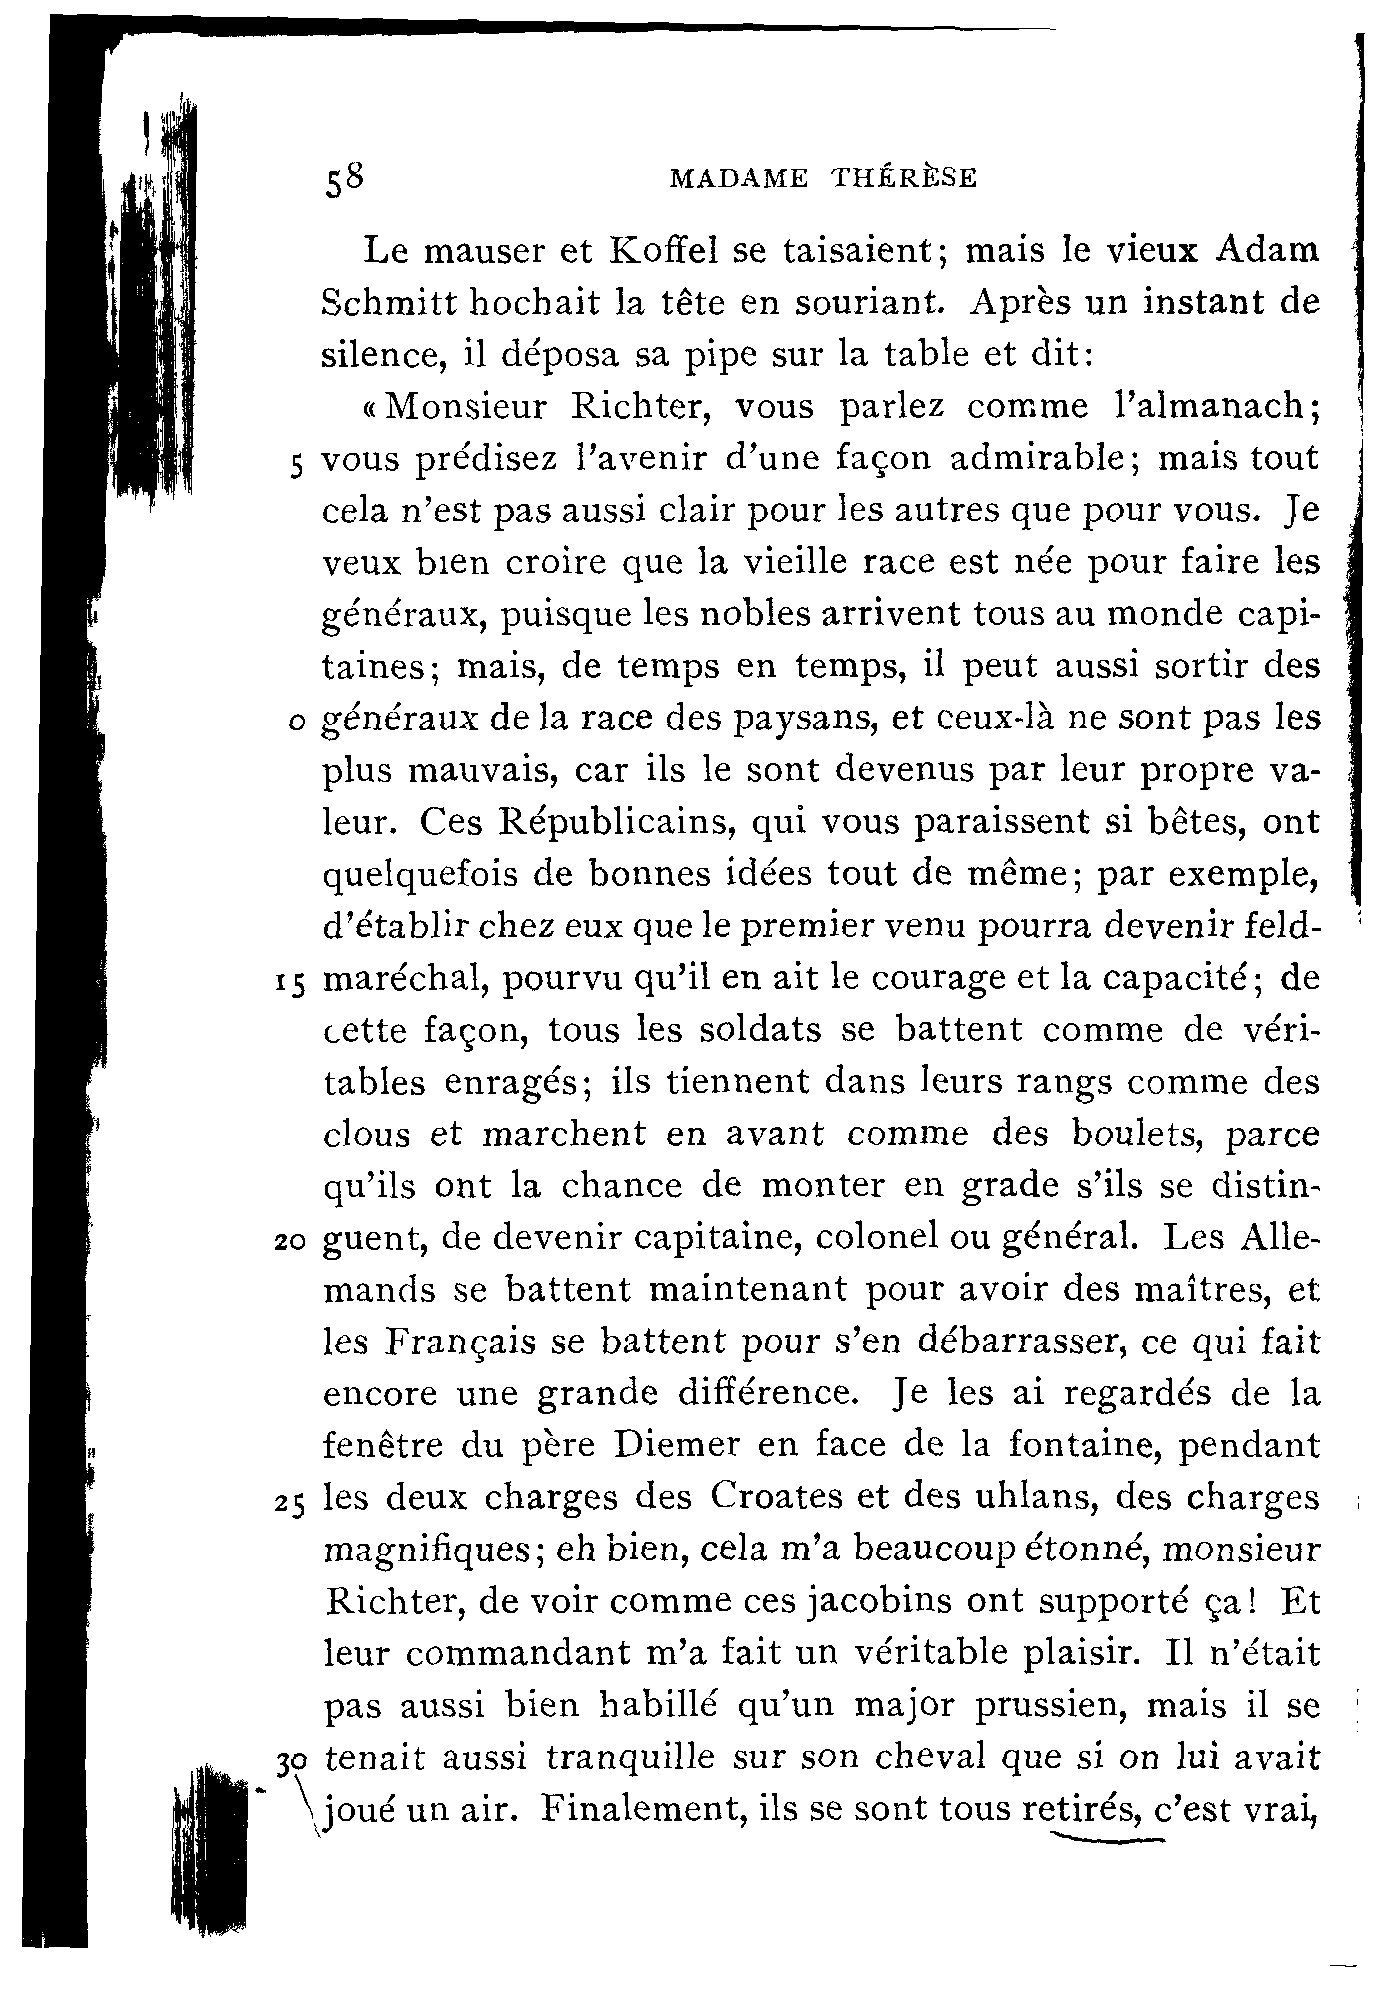 58 MADAME THÉRÈSE
Le mauser et Koffel se taisaient; mais le vieux Adam
Schmitt hochait la tête en souriant. Après un instant de
silence, il déposa sa pipe sur la table et dit:
« Monsieur Richter, vous parlez comme l'almanach;
5 vous prédisez l'avenir d'une façon admirable; mais tout
cela n'est pas aussi clair pour les autres que pour vous. Je
veux bien croire que la vieille race est née pour faire les
généraux, puisque les nobles arrivent tous au monde capi-
taines; mais, de temps en temps, il peut aussi sortir des
0 généraux de la race des paysans, et ceux-là ne sont pas les
plus mauvais, car ils le sont devenus par leur propre va-
leur. Ces Républicains, qui vous paraissent si bêtes, ont
quelquefois de bonnes idées tout de même; par exemple,
d'établir chez eux que le premier venu pourra devenir feld-
15 maréchal, pourvu qu'il en ait le courage et la capacité; de
cette façon, tous les soldats se battent comme de véri-
tables enragés; ils tiennent dans leurs rangs comme des
clous et marchent en avant comme des boulets, parce
qu'ils ont la chance de monter en grade s'ils se distin-
20 guent, de devenir capitaine, colonel ou général. Les Alle-
mands se battent maintenant pour avoir des maîtres, et
les Français se battent pour s'en débarrasser, ce qui fait
encore une grande différence. Je les ai regardés de la
fenêtre du père Diemer en face de la fontaine, pendant
25 les deux charges des Croates et des uhlans, des charges
magnifiques; eh bien, cela m'a beaucoup étonné, monsieur
Richter, de voir comme ces jacobins ont supporté ça! Et
leur commandant m'a fait un véritable plaisir. Il n'était
pas aussi bien habillé qu'un major prussien, mais il se
30 tenait aussi tranquille sur son cheval que si on lui avait
joué un air. Finalement, ils se sont tous retirés, c'est vrai,